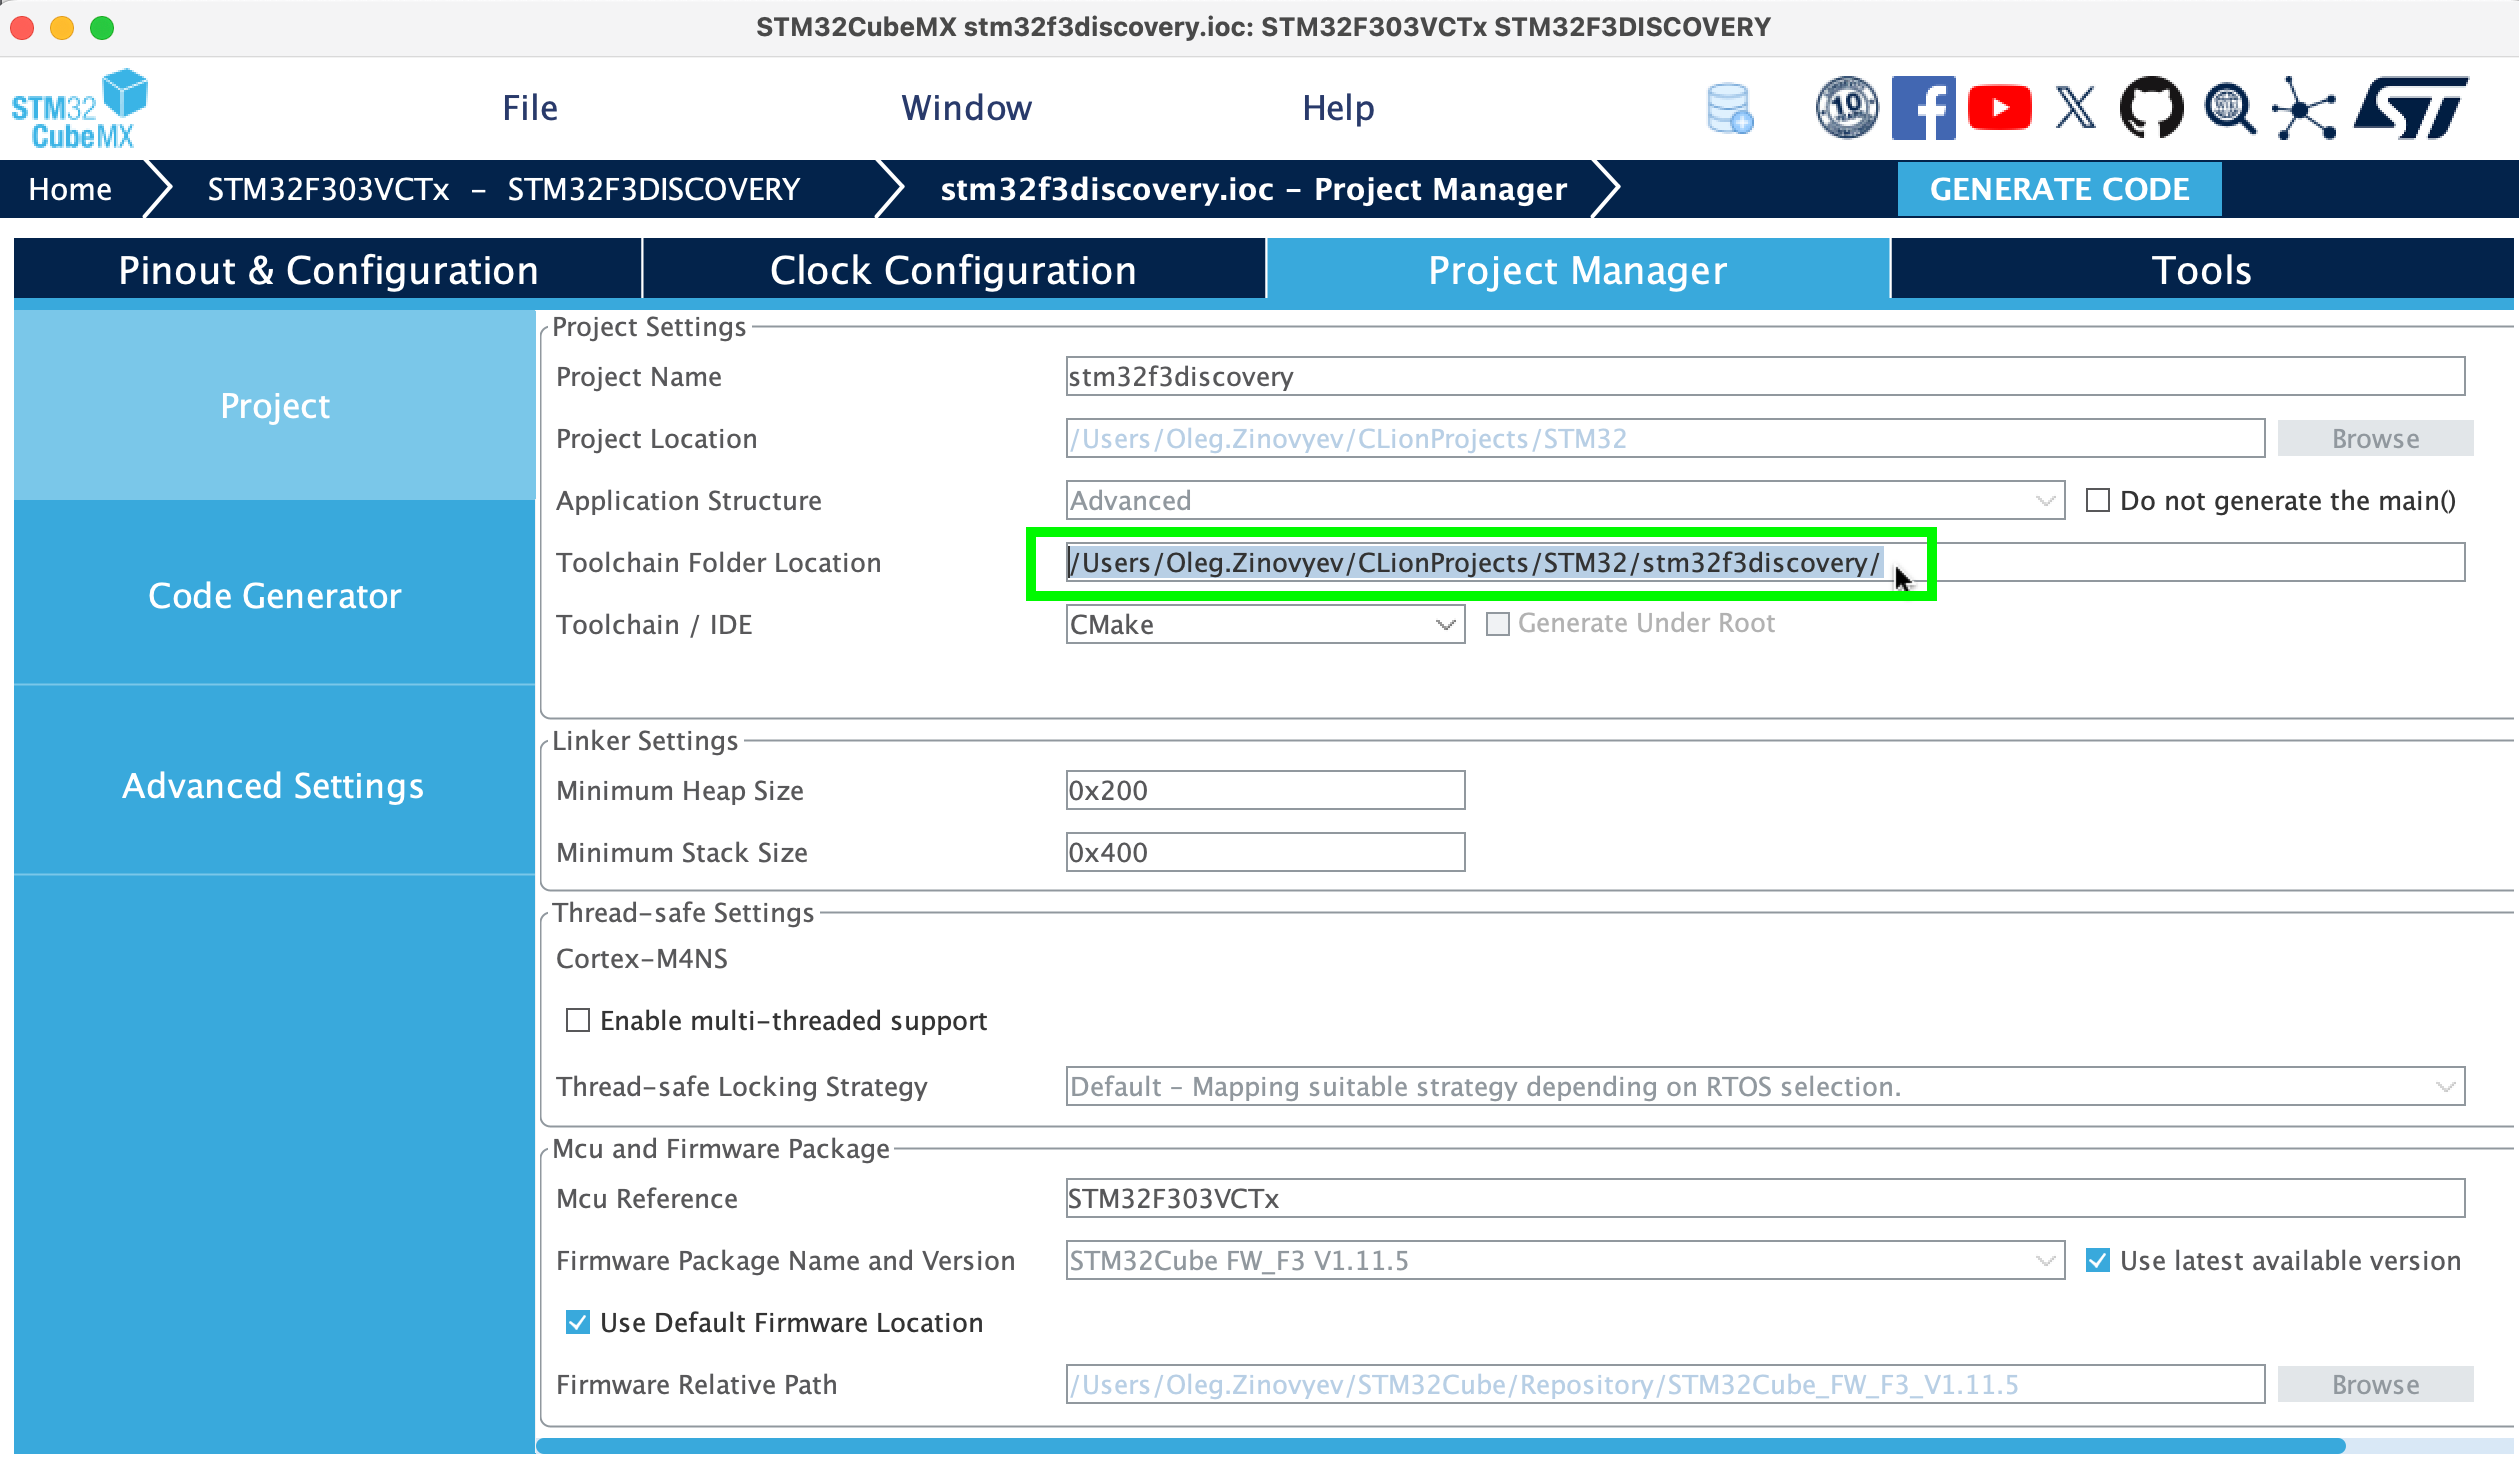 STM32CubeMX stm32f3discovery.ioc: STM32F303VCTx STM32F3DISCOVERY
STM32
CubeMX
File
Window
Help
10
Home
STM32F303VCTx - STM32F3DISCOVERY
stm32f3discovery.ioc – Project Manager
GENERATE CODE
Pinout & Configuration
Clock Configuration
Project Manager
Tools
Project
Code Generator
Advanced Settings
Project Settings
Project Name
stm32f3discovery
Project Location
/Users/Oleg.Zinovyev/CLionProjects/STM32
Browse
Application Structure
Advanced
Do not generate the main()
Toolchain Folder Location
/Users/Oleg.Zinovyev/CLionProjects/STM32/stm32f3discovery/
Toolchain / IDE
CMake
Generate Under Root
Linker Settings
Minimum Heap Size
0x200
Minimum Stack Size
0x400
Thread-safe Settings
Cortex-M4NS
Enable multi-threaded support
Thread-safe Locking Strategy
Default – Mapping suitable strategy depending on RTOS selection.
Mcu and Firmware Package
Mcu Reference
STM32F303VCTx
Firmware Package Name and Version
STM32Cube FW_F3 V1.11.5
Use latest available version
Use Default Firmware Location
Firmware Relative Path
/Users/Oleg.Zinovyev/STM32Cube/Repository/STM32Cube_FW_F3_V1.11.5
Browse